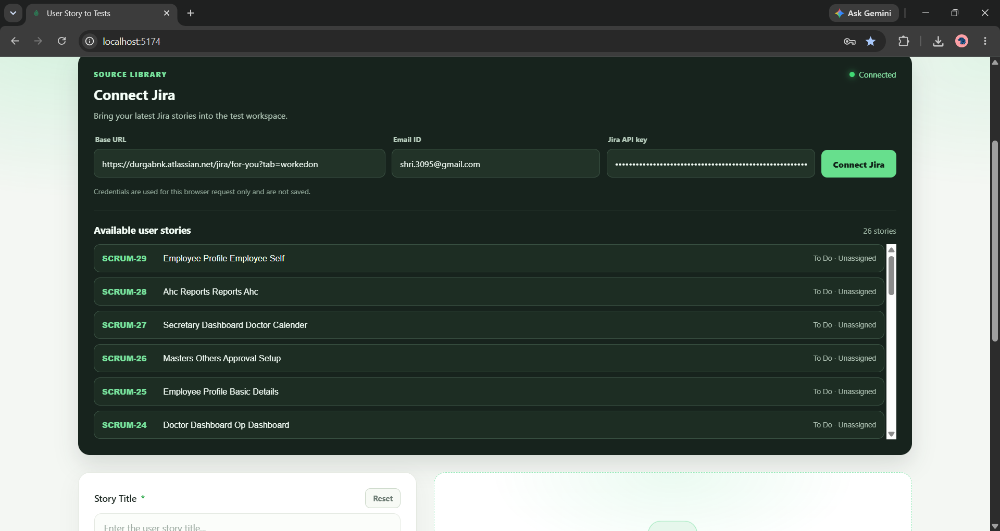 User Story to Tests
Ask Gemini
localhost:5174
SOURCE LIBRARY
Connected
Connect Jira
Bring your latest Jira stories into the test workspace.
Base URL
Email ID
Jira API key
https://durgabnk.atlassian.net/jira/for-you?tab=workedon
shri.3095@gmail.com
Connect Jira
Credentials are used for this browser request only and are not saved.
Available user stories
26 stories
SCRUM-29 Employee Profile Employee Self To Do · Unassigned
SCRUM-28 Ahc Reports Reports Ahc To Do · Unassigned
SCRUM-27 Secretary Dashboard Doctor Calender To Do · Unassigned
SCRUM-26 Masters Others Approval Setup To Do · Unassigned
SCRUM-25 Employee Profile Basic Details To Do · Unassigned
SCRUM-24 Doctor Dashboard Op Dashboard To Do · Unassigned
Story Title *
Reset
Enter the user story title...